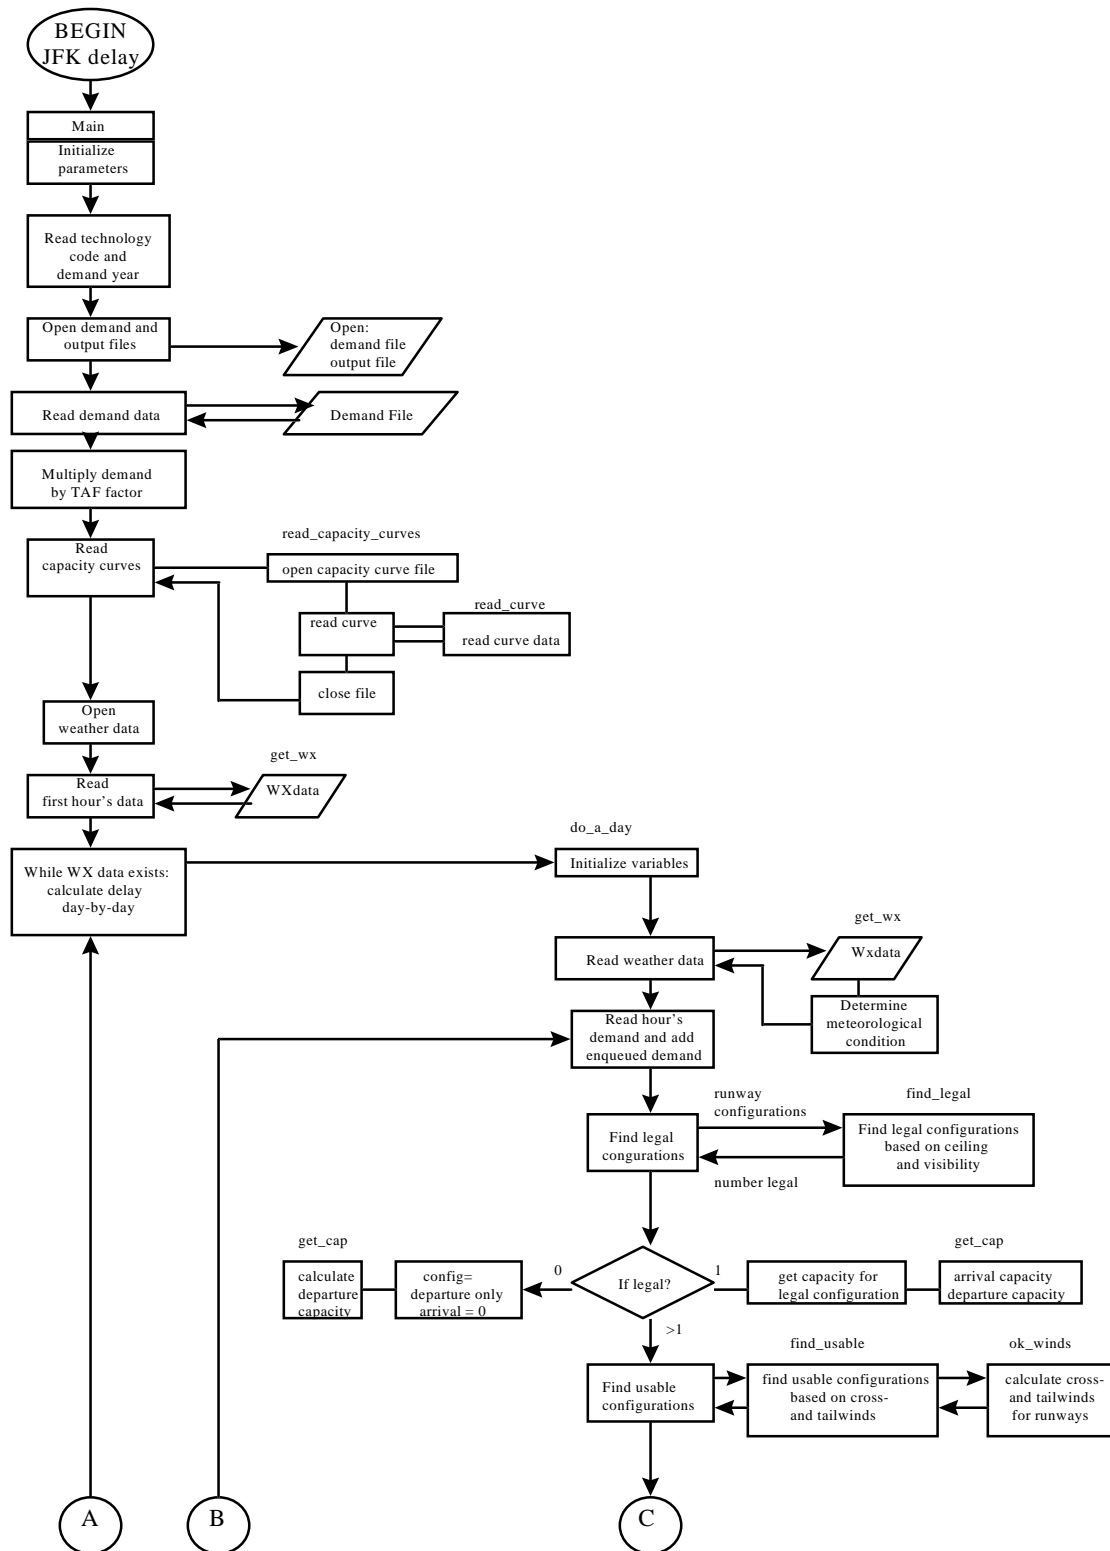 BEGIN
JFK delay
Main
Initialize
parameters
Read technology
code and
demand year
Open demand and
output files
Open:
demand file
output file
Read demand data
Demand File
Multiply demand
by TAF factor
read_capacity_curves
Read
capacity curves
open capacity curve file
read_curve
read curve
read curve data
close file
Open
weather data
get_wx
Read
first hour's data
WXdata
do_a_day
While WX data exists:
calculate delay
day-by-day
Initialize variables
get_wx
Read weather data
Wxdata
Determine
meteorological
condition
Read hour's
demand and add
enqueued demand
runway
configurations
find_legal
Find legal
congurations
Find legal configurations
based on ceiling
and visibility
number legal
get_cap
get_cap
calculate
departure
capacity
config=
departure only
arrival = 0
0
If legal?
1
get capacity for
legal configuration
arrival capacity
departure capacity
>1
find_usable
ok_winds
Find usable
configurations
find usable configurations
based on cross-
and tailwinds
calculate cross-
and tailwinds
for runways
A
B
C